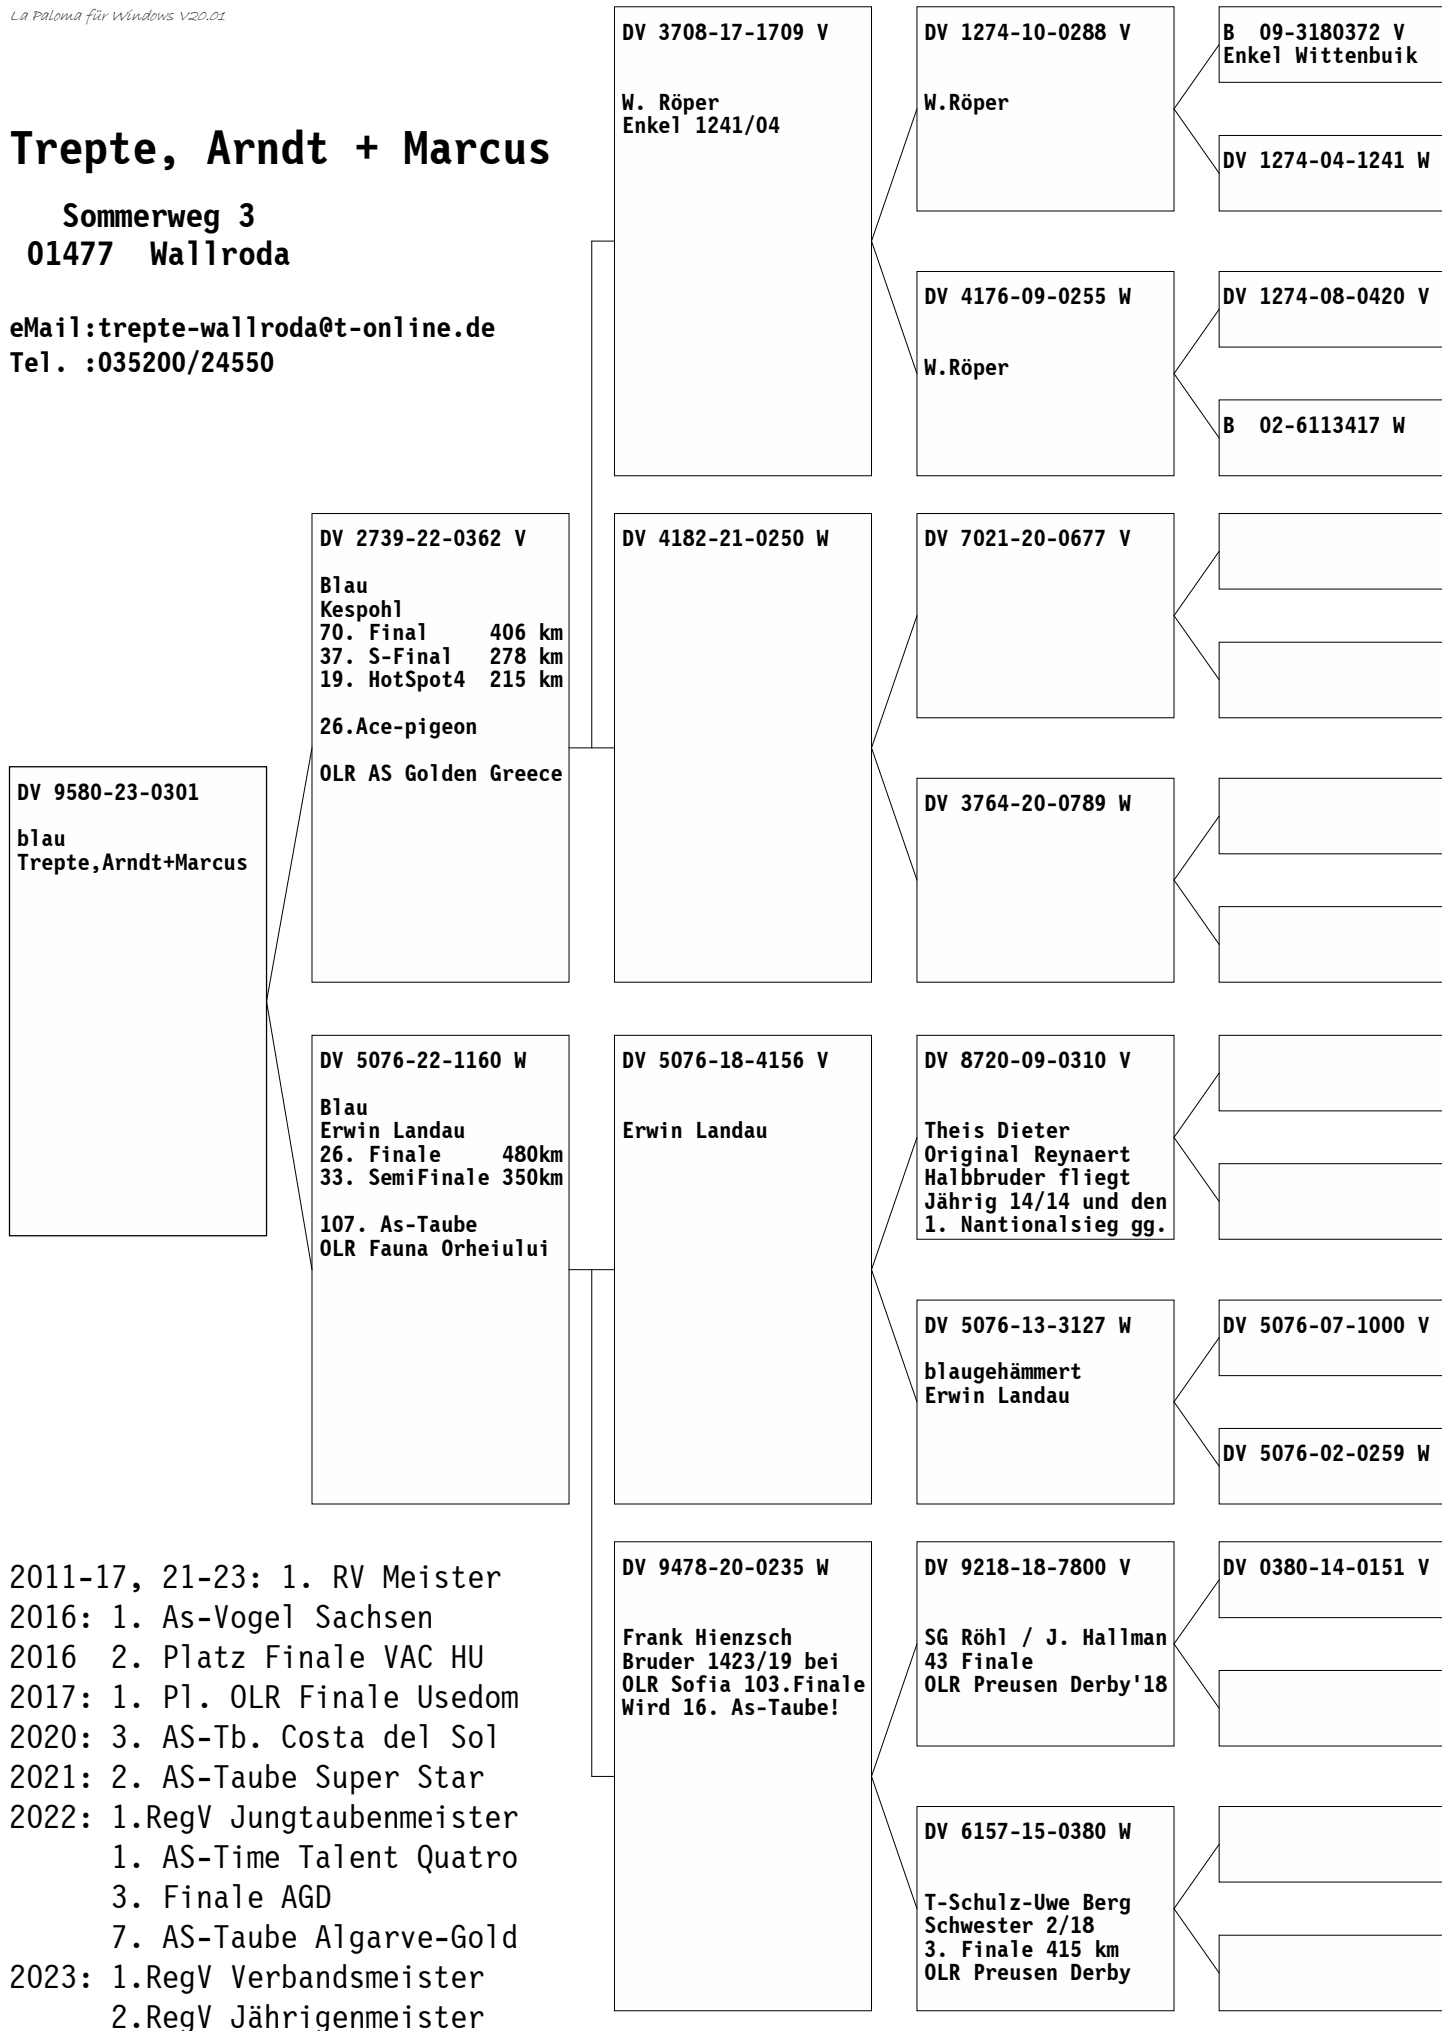 La Paloma für Windows V20.01
Trepte, Arndt + Marcus
Sommerweg 3
01477 Wallroda
eMail:trepte-wallroda@t-online.de
Tel. :035200/24550
DV 9580-23-0301
blau
Trepte,Arndt+Marcus
DV 2739-22-0362 V
Blau
Kespohl
70. Final 406 km
37. S-Final 278 km
19. HotSpot4 215 km
26.Ace-pigeon
OLR AS Golden Greece
DV 5076-22-1160 W
Blau
Erwin Landau
26. Finale 480km
33. SemiFinale 350km
107. As-Taube
OLR Fauna Orheiului
DV 3708-17-1709 V
W. Röper
Enkel 1241/04
DV 4182-21-0250 W
DV 5076-18-4156 V
Erwin Landau
DV 9478-20-0235 W
Frank Hienzsch
Bruder 1423/19 bei
OLR Sofia 103.Finale
Wird 16. As-Taube!
DV 1274-10-0288 V
W.Röper
DV 4176-09-0255 W
W.Röper
DV 7021-20-0677 V
DV 3764-20-0789 W
DV 8720-09-0310 V
Theis Dieter
Original Reynaert
Halbbruder fliegt
Jährig 14/14 und den
1. Nantionalsieg gg.
DV 5076-13-3127 W
blaugehämmert
Erwin Landau
DV 9218-18-7800 V
SG Röhl / J. Hallman
43 Finale
OLR Preusen Derby'18
DV 6157-15-0380 W
T-Schulz-Uwe Berg
Schwester 2/18
3. Finale 415 km
OLR Preusen Derby
B 09-3180372 V
Enkel Wittenbuik
DV 1274-04-1241 W
DV 1274-08-0420 V
B 02-6113417 W
DV 5076-07-1000 V
DV 5076-02-0259 W
DV 0380-14-0151 V
2011-17, 21-23: 1. RV Meister
2016: 1. As-Vogel Sachsen
2016 2. Platz Finale VAC HU
2017: 1. Pl. OLR Finale Usedom
2020: 3. AS-Tb. Costa del Sol
2021: 2. AS-Taube Super Star
2022: 1.RegV Jungtaubenmeister
1. AS-Time Talent Quatro
3. Finale AGD
7. AS-Taube Algarve-Gold
2023: 1.RegV Verbandsmeister
2.RegV Jährigenmeister